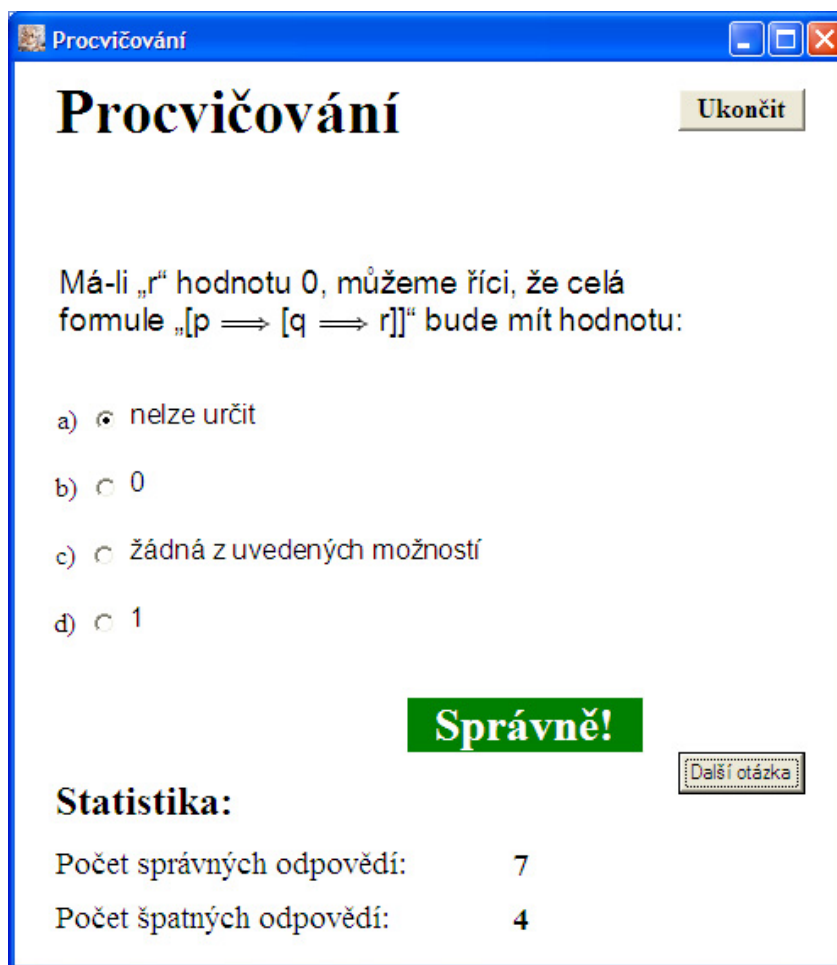 Procvičování
Procvičování
Ukončit
Má-li „r“ hodnotu 0, můžeme říci, že celá
formule „[p ⟹ [q ⟹ r]]“ bude mít hodnotu:
a) nelze určit
b) 0
c) žádná z uvedených možností
d) 1
Správně!
Další otázka
Statistika:
Počet správných odpovědí: 7
Počet špatných odpovědí: 4